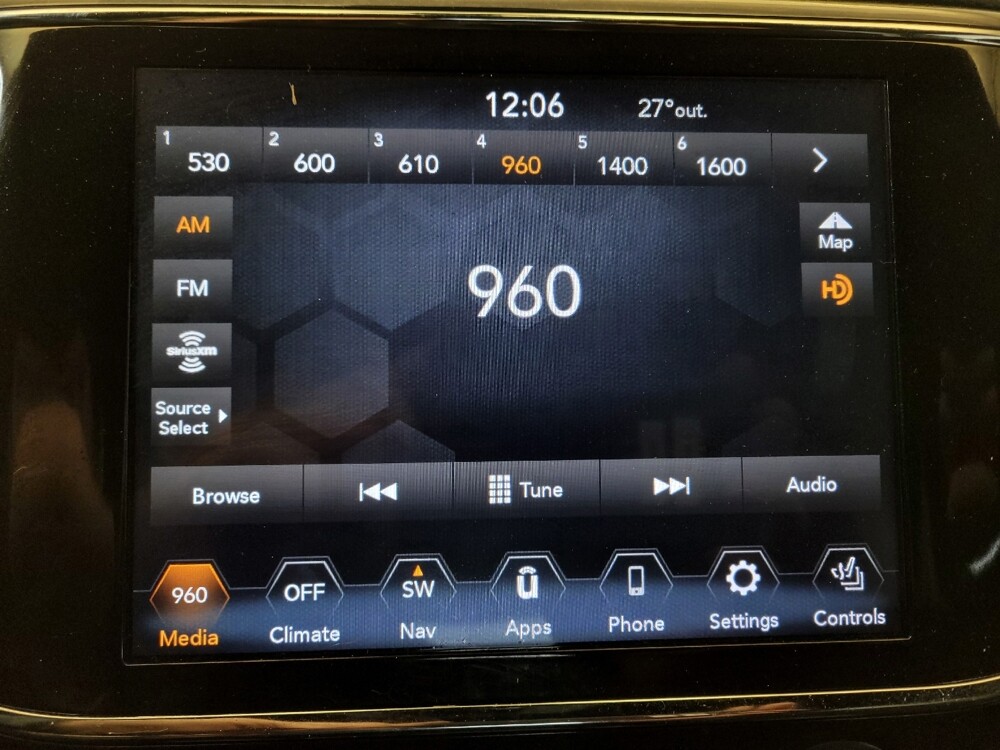 12:06 27°out.
1 530 2 600 3 610 4 960 5 1400 6 1600
AM
Map
FM
960
HD
SiriusXM
Source
Select
Browse Tune Audio
960 OFF SW ū
Media Climate Nav Apps Phone Settings Controls